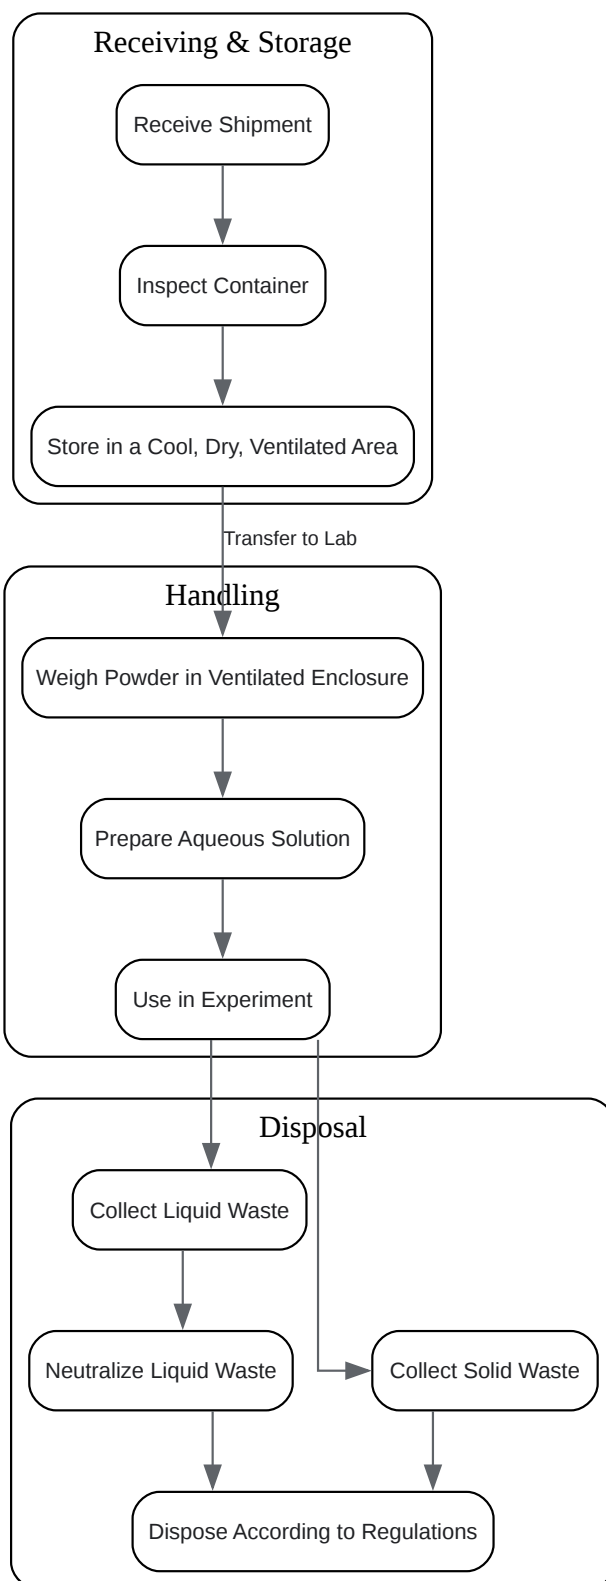 Receiving & Storage
Receive Shipment
Inspect Container
Store in a Cool, Dry, Ventilated Area
Transfer to Lab
Handling
Weigh Powder in Ventilated Enclosure
Prepare Aqueous Solution
Use in Experiment
Disposal
Collect Liquid Waste
Neutralize Liquid Waste
Collect Solid Waste
Dispose According to Regulations